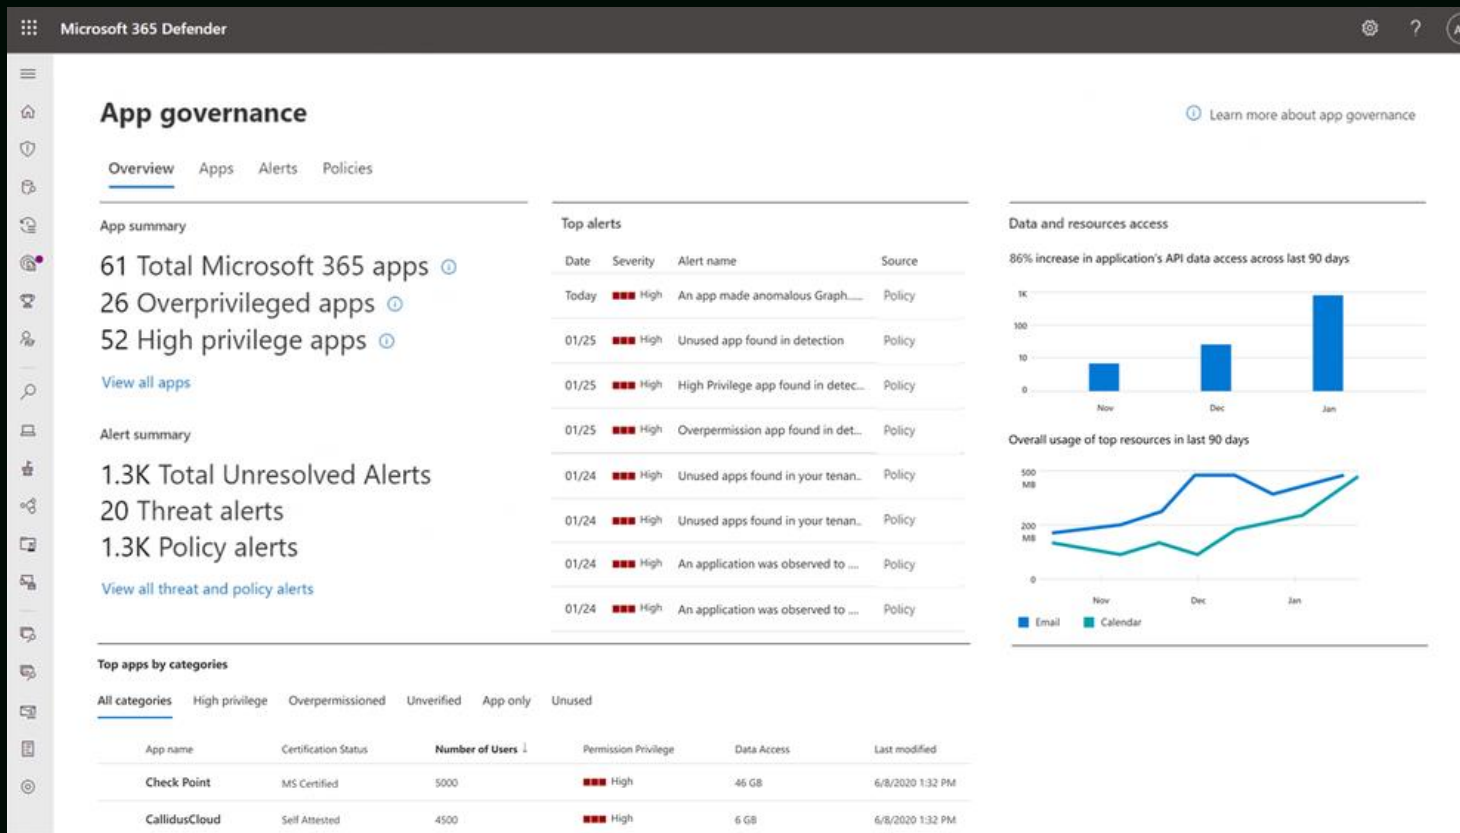 Microsoft 365 Defender
?
App governance
Learn more about app governance
Overview Apps Alerts Policies
App summary
61 Total Microsoft 365 apps
26 Overprivileged apps
52 High privilege apps
View all apps
Alert summary
1.3K Total Unresolved Alerts
20 Threat alerts
1.3K Policy alerts
View all threat and policy alerts
Top alerts
Date Severity Alert name Source
Today High An app made anomalous Graph..... Policy
01/25 High Unused app found in detection Policy
01/25 High High Privilege app found in detec... Policy
01/25 High Overpermission app found in det... Policy
01/24 High Unused apps found in your tenan.. Policy
01/24 High Unused apps found in your tenan.. Policy
01/24 High An application was observed to .... Policy
01/24 High An application was observed to .... Policy
Data and resources access
86% increase in application's API data access across last 90 days
1K
100
10
0
Nov Dec Jan
Overall usage of top resources in last 90 days
500
MB
200
MB
0
Nov Dec Jan
Email Calendar
Top apps by categories
All categories High privilege Overpermissioned Unverified App only Unused
App name Certification Status Number of Users ↓ Permission Privilege Data Access Last modified
Check Point MS Certified 5000 High 46 GB 6/8/2020 1:32 PM
CallidusCloud Self Attested 4500 High 6 GB 6/8/2020 1:32 PM